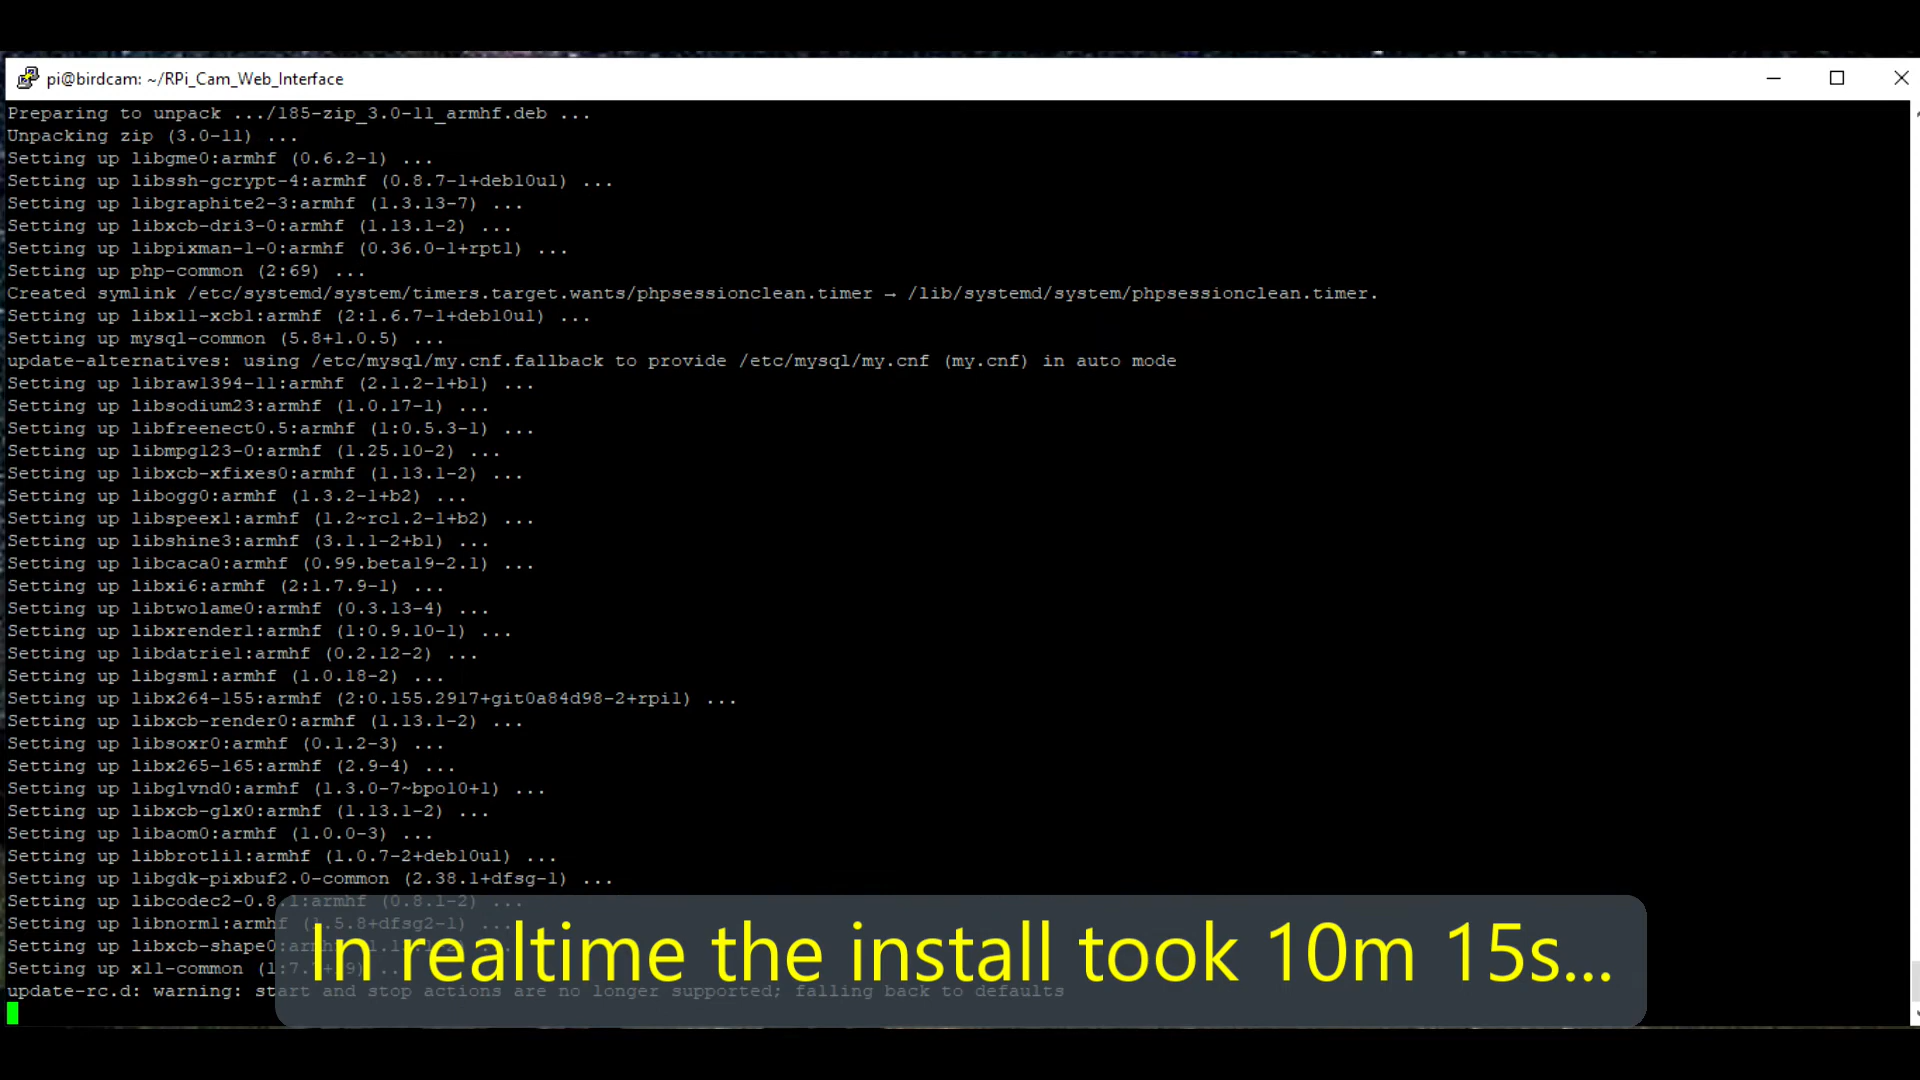 pi@birdcam: ~/RPi_Cam_Web_Interface
Preparing to unpack .../185-zip_3.0-11_armhf.deb ...
Unpacking zip (3.0-11) ...
Setting up libgme0:armhf (0.6.2-1) ...
Setting up libssh-gcrypt-4:armhf (0.8.7-1+deb10u1) ...
Setting up libgraphite2-3:armhf (1.3.13-7) ...
Setting up libxcb-dri3-0:armhf (1.13.1-2) ...
Setting up libpixman-1-0:armhf (0.36.0-1+rpt1) ...
Setting up php-common (2:69) ...
Created symlink /etc/systemd/system/timers.target.wants/phpsessionclean.timer → /lib/systemd/system/phpsessionclean.timer.
Setting up libx11-xcb1:armhf (2:1.6.7-1+deb10u1) ...
Setting up mysql-common (5.8+1.0.5) ...
update-alternatives: using /etc/mysql/my.cnf.fallback to provide /etc/mysql/my.cnf (my.cnf) in auto mode
Setting up libraw1394-11:armhf (2.1.2-1+b1) ...
Setting up libsodium23:armhf (1.0.17-1) ...
Setting up libfreenect0.5:armhf (1:0.5.3-1) ...
Setting up libmpg123-0:armhf (1.25.10-2) ...
Setting up libxcb-xfixes0:armhf (1.13.1-2) ...
Setting up libogg0:armhf (1.3.2-1+b2) ...
Setting up libspeex1:armhf (1.2~rc1.2-1+b2) ...
Setting up libshine3:armhf (3.1.1-2+b1) ...
Setting up libcaca0:armhf (0.99.beta19-2.1) ...
Setting up libxi6:armhf (2:1.7.9-1) ...
Setting up libtwolame0:armhf (0.3.13-4) ...
Setting up libxrender1:armhf (1:0.9.10-1) ...
Setting up libdatrie1:armhf (0.2.12-2) ...
Setting up libgsm1:armhf (1.0.18-2) ...
Setting up libx264-155:armhf (2:0.155.2917+git0a84d98-2+rpi1) ...
Setting up libxcb-render0:armhf (1.13.1-2) ...
Setting up libsoxr0:armhf (0.1.2-3) ...
Setting up libx265-165:armhf (2.9-4) ...
Setting up libglvnd0:armhf (1.3.0-7~bpo10+1) ...
Setting up libxcb-glx0:armhf (1.13.1-2) ...
Setting up libaom0:armhf (1.0.0-3) ...
Setting up libbrotli1:armhf (1.0.7-2+deb10u1) ...
Setting up libgdk-pixbuf2.0-common (2.38.1+dfsg-1) ...
Setting up libcodec2-0.8.1:armhf (0.8.1-2) ...
Setting up libnorm1:armhf (1.5.8+dfsg2-1) ...
Setting up libxcb-shape0:armhf
Setting up x11-common
update-rc.d: warning: start and stop actions are no longer supported; falling back to defaults
In realtime the install took 10m 15s...